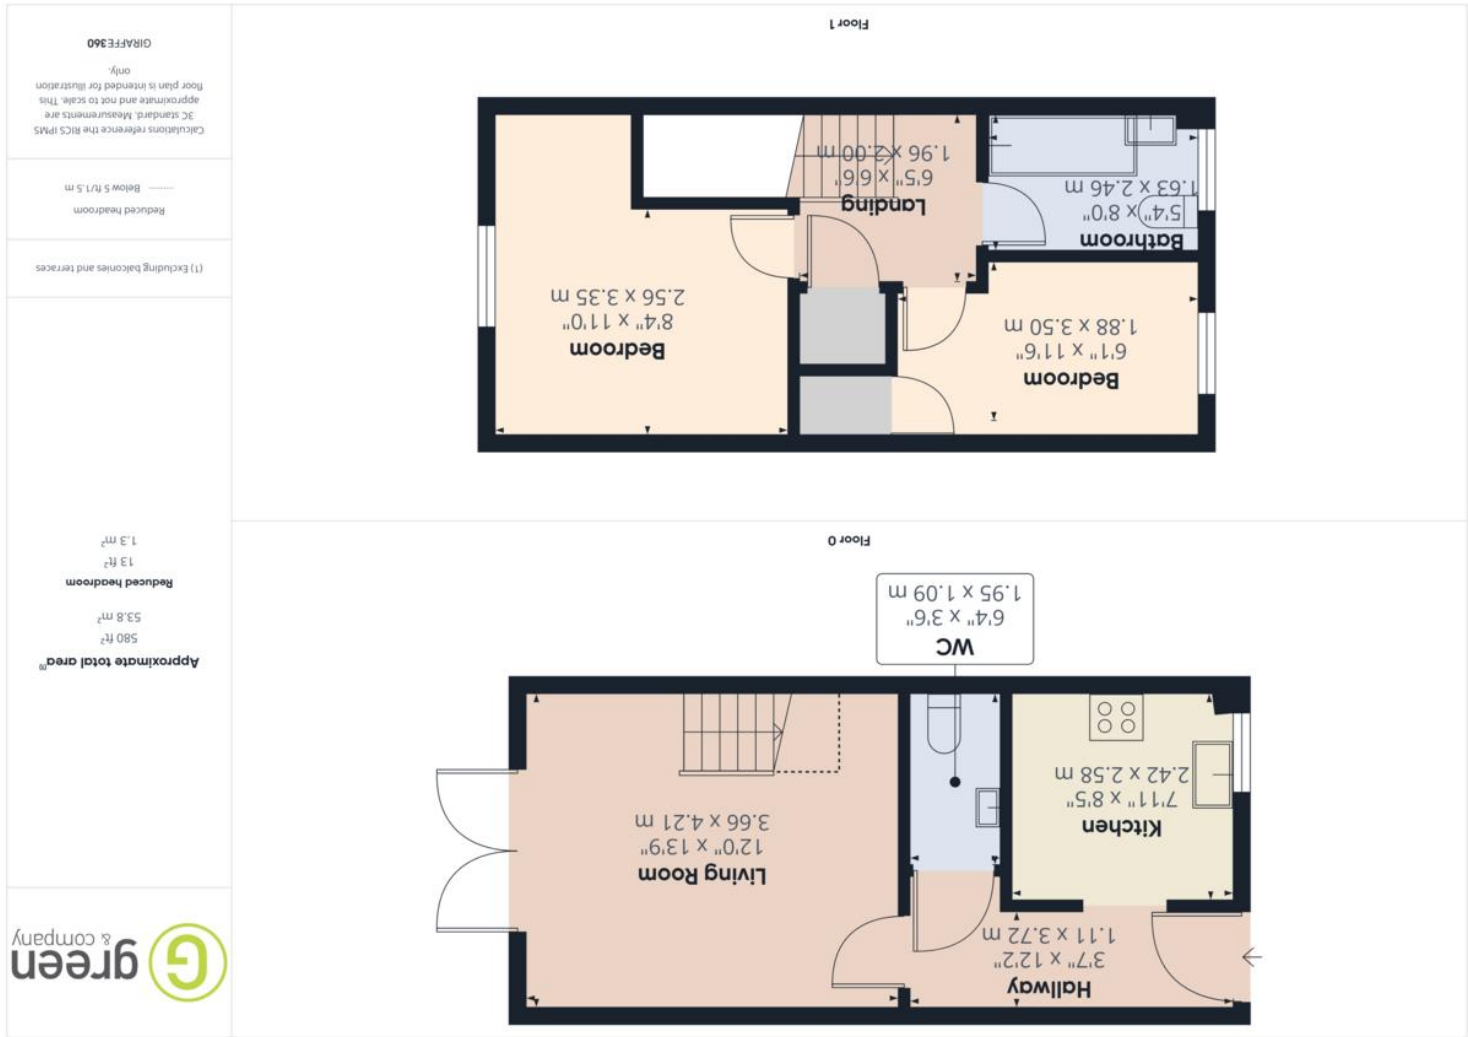 green
& company
G
Approximate total area⁽¹⁾
580 ft²
53.8 m²
Reduced headroom
13 ft²
1.3 m²
(1) Excluding balconies and terraces
Reduced headroom
Below 5 ft/1.5 m
Calculations reference the RICS IPMS
3C standard. Measurements are
approximate and not to scale. This
floor plan is intended for illustration
only.
GIRAFFE360
Hallway
3'7" x 12'2"
1.11 x 3.72 m
Living Room
12'0" x 13'9"
3.66 x 4.21 m
Kitchen
7'11" x 8'5"
2.42 x 2.58 m
WC
6'4" x 3'6"
1.95 x 1.09 m
Floor 0
Bedroom
6'1" x 11'6"
1.88 x 3.50 m
Bedroom
8'4" x 11'0"
2.56 x 3.35 m
Bathroom
5'4" x 8'0"
1.63 x 2.46 m
Landing
6'5" x 6'6"
1.96 x 2.00 m
Floor 1